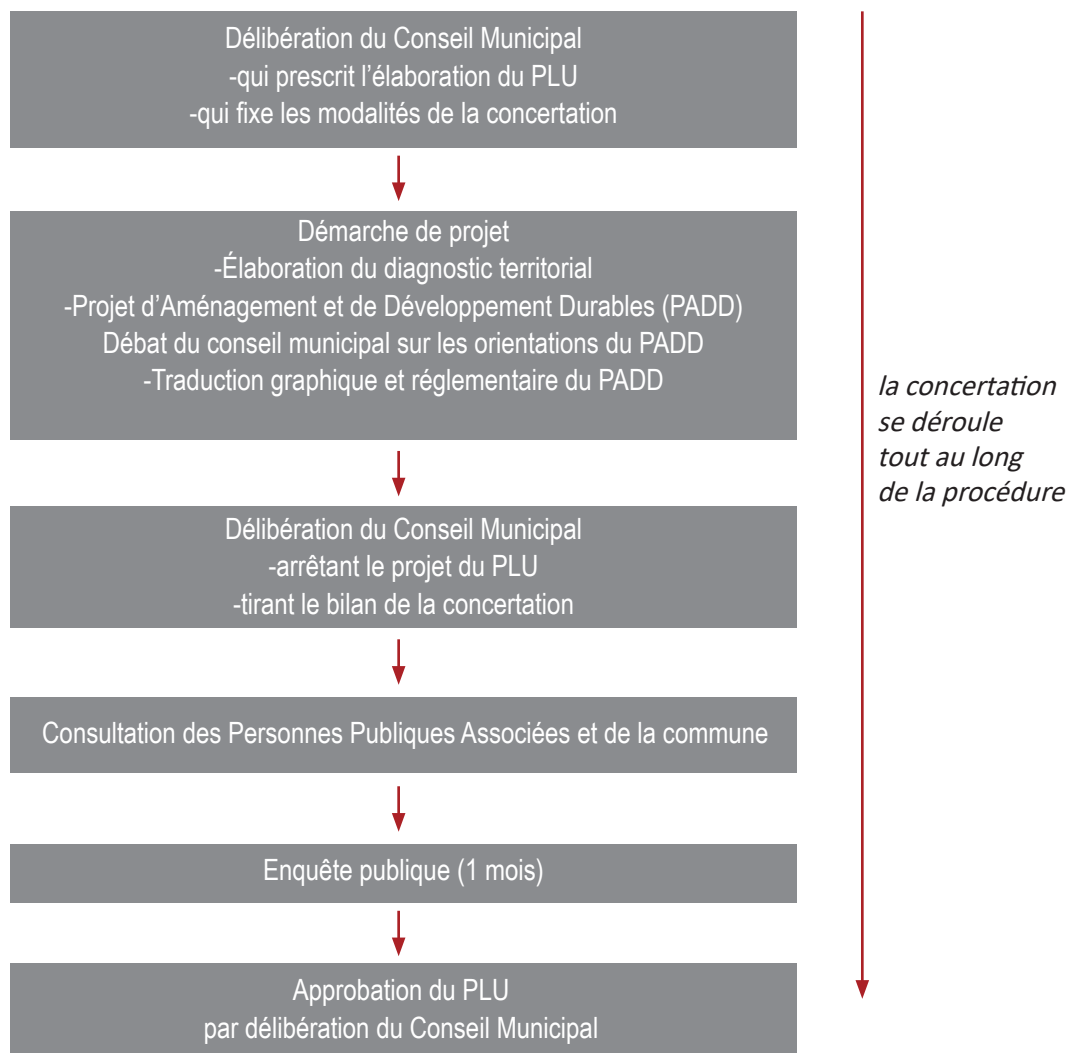 Délibération du Conseil Municipal
-qui prescrit l’élaboration du PLU
-qui fixe les modalités de la concertation
Démarche de projet
-Élaboration du diagnostic territorial
-Projet d’Aménagement et de Développement Durables (PADD)
Débat du conseil municipal sur les orientations du PADD
-Traduction graphique et réglementaire du PADD
la concertation
se déroule
tout au long
de la procédure
Délibération du Conseil Municipal
-arrêtant le projet du PLU
-tirant le bilan de la concertation
Consultation des Personnes Publiques Associées et de la commune
Enquête publique (1 mois)
Approbation du PLU
par délibération du Conseil Municipal